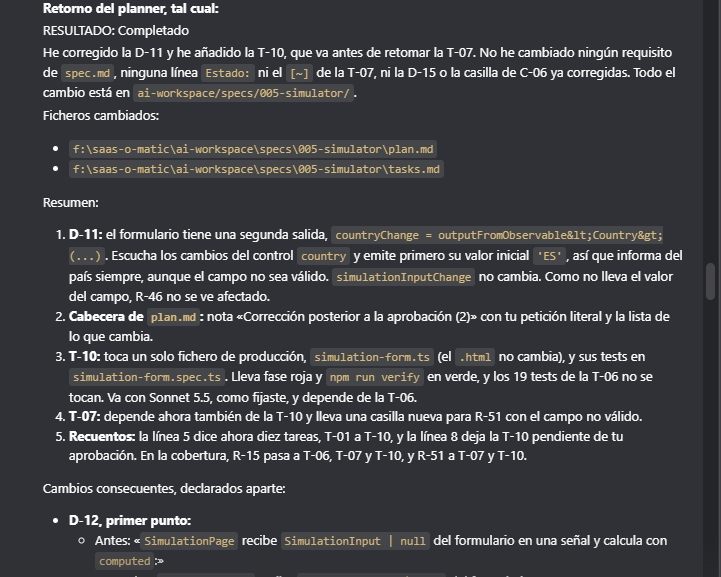 Retorno del planner, tal cual:
RESULTADO: Completado
He corregido la D-11 y he añadido la T-10, que va antes de retomar la T-07. No he cambiado ningún requisito
de spec.md, ninguna línea Estado: ni el [~] de la T-07, ni la D-15 o la casilla de C-06 ya corregidas. Todo el
cambio está en ai-workspace/specs/005-simulator/.
Ficheros cambiados:
• f:\saas-o-matic\ai-workspace\specs\005-simulator\plan.md
• f:\saas-o-matic\ai-workspace\specs\005-simulator\tasks.md
Resumen:
1. D-11: el formulario tiene una segunda salida, countryChange = outputFromObservable&lt;Country&gt;
(...). Escucha los cambios del control country y emite primero su valor inicial 'ES', así que informa del
país siempre, aunque el campo no sea válido. simulationInputChange no cambia. Como no lleva el valor
del campo, R-46 no se ve afectado.
2. Cabecera de plan.md: nota «Corrección posterior a la aprobación (2)» con tu petición literal y la lista de
lo que cambia.
3. T-10: toca un solo fichero de producción, simulation-form.ts (el .html no cambia), y sus tests en
simulation-form.spec.ts. Lleva fase roja y npm run verify en verde, y los 19 tests de la T-06 no se
tocan. Va con Sonnet 5.5, como fijaste, y depende de la T-06.
4. T-07: depende ahora también de la T-10 y lleva una casilla nueva para R-51 con el campo no válido.
5. Recuentos: la línea 5 dice ahora diez tareas, T-01 a T-10, y la línea 8 deja la T-10 pendiente de tu
aprobación. En la cobertura, R-15 pasa a T-06, T-07 y T-10, y R-51 a T-07 y T-10.
Cambios consecuentes, declarados aparte:
• D-12, primer punto:
○ Antes: «SimulationPage recibe SimulationInput | null del formulario en una señal y calcula con
computed:»